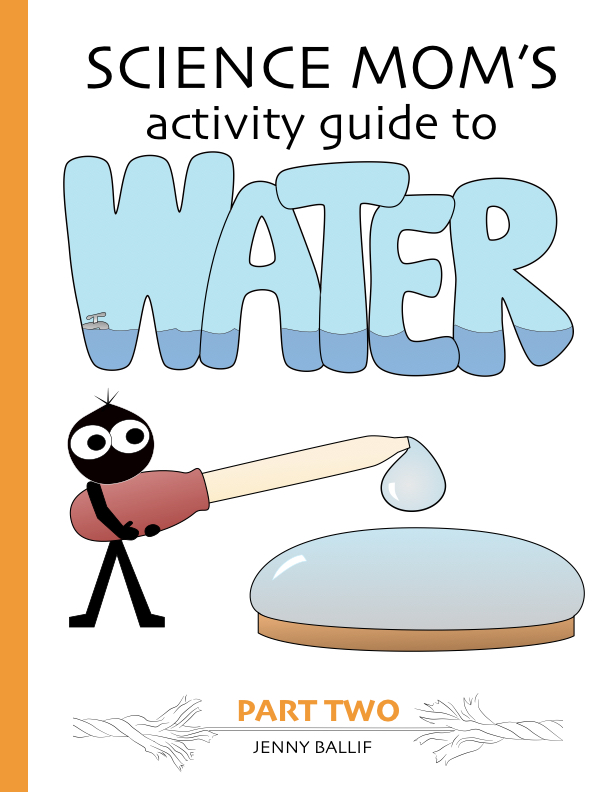 SCIENCE MOM'S
activity guide to
WATER
PART TWO
JENNY BALLIF